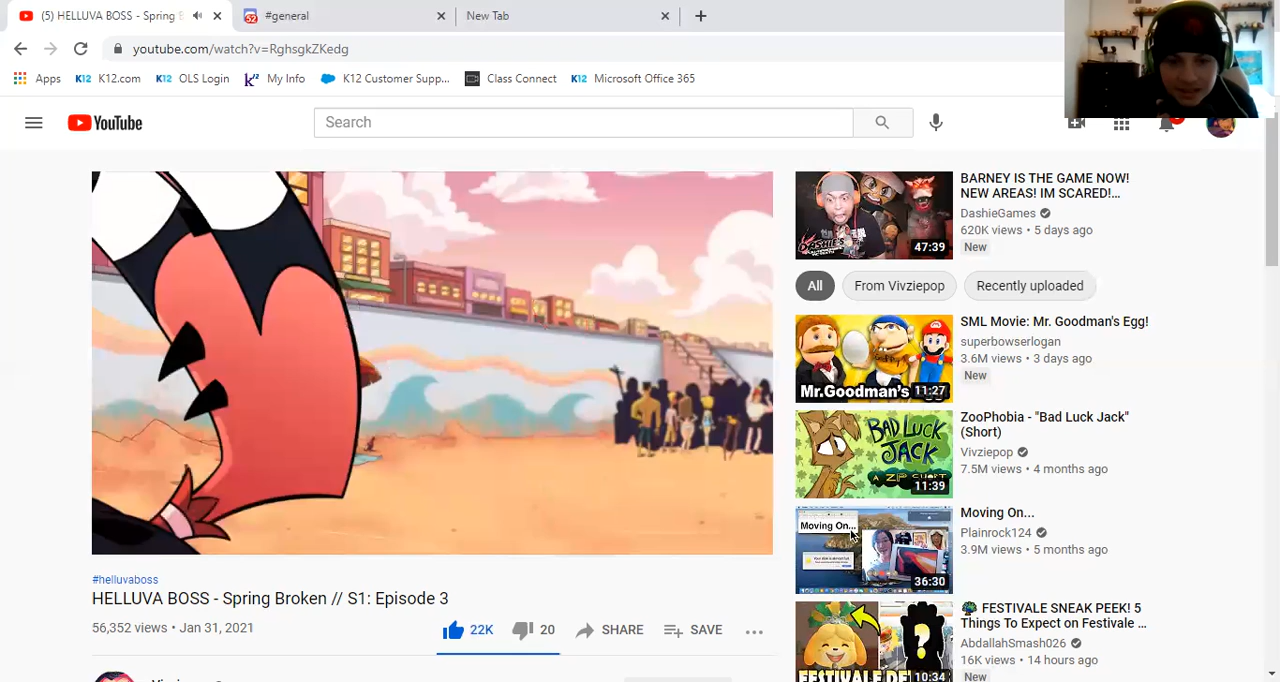 (5) HELLUVA BOSS - Spring B
#general
New Tab
youtube.com/watch?v=RghsgkZKedg
Apps
K12 K12.com
K12 OLS Login
My Info
K12 Customer Supp...
Class Connect
K12 Microsoft Office 365
YouTube
Search
BARNEY IS THE GAME NOW!
NEW AREAS! IM SCARED!...
DashieGames
620K views • 5 days ago
New
47:39
All
From Vivziepop
Recently uploaded
SML Movie: Mr. Goodman's Egg!
superbowserlogan
3.6M views • 3 days ago
New
Mr.Goodman's
11:27
ZooPhobia - "Bad Luck Jack"
(Short)
Vivziepop
7.5M views • 4 months ago
BAD LUCK
JACK
11:39
Moving On...
Plainrock124
3.9M views • 5 months ago
Moving On...
36:30
FESTIVALE SNEAK PEEK! 5
Things To Expect on Festivale ...
AbdallahSmash026
16K views • 14 hours ago
New
10:34
#helluvaboss
HELLUVA BOSS - Spring Broken // S1: Episode 3
56,352 views • Jan 31, 2021
22K
20
SHARE
SAVE